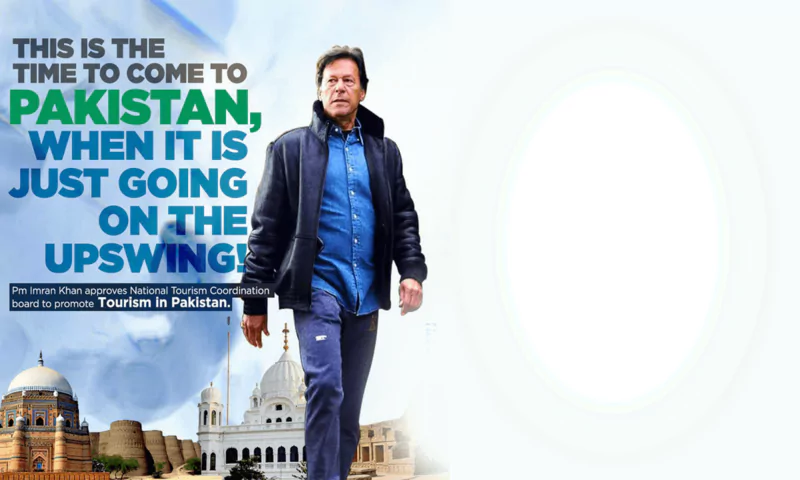 THIS IS THE
TIME TO COME TO
PAKISTAN,
WHEN IT IS
JUST GOING
ON THE
UPSWING!
Pm Imran Khan approves National Tourism Coordination
board to promote Tourism in Pakistan.